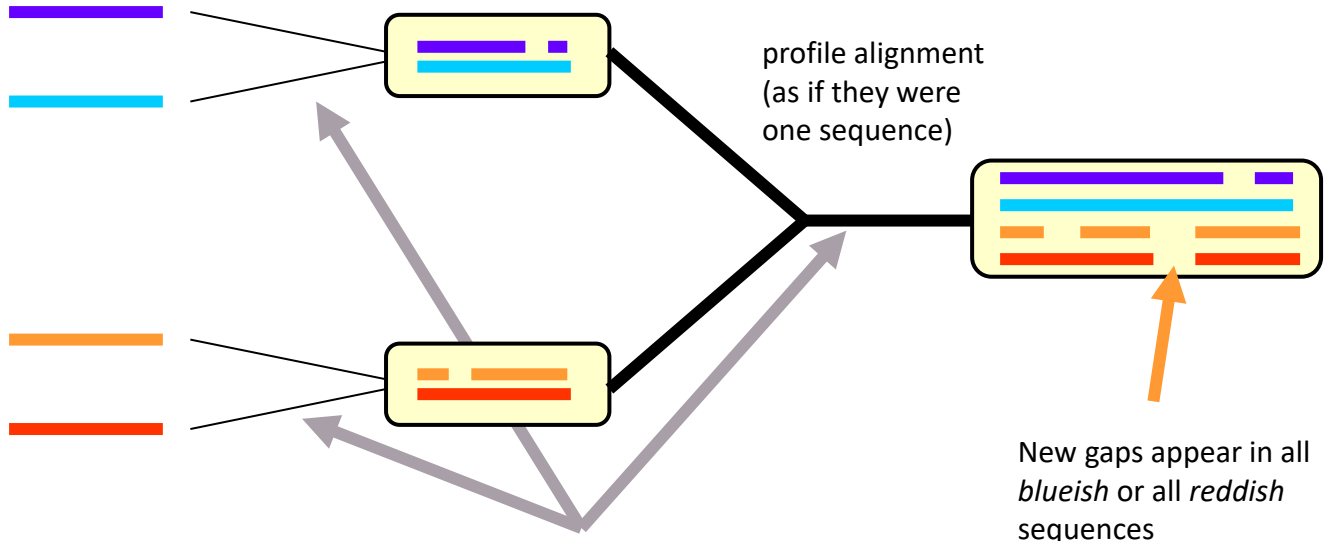 profile alignment
(as if they were
one sequence)
New gaps appear in all
blueish or all reddish
sequences